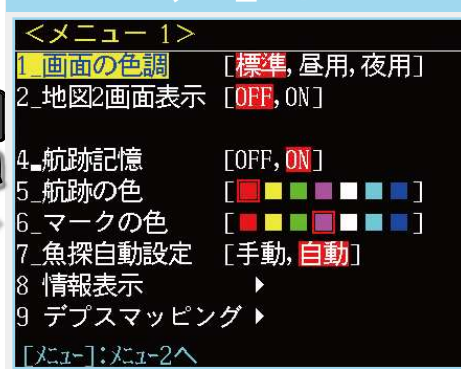 <メニュー 1>
1_画面の色調 [標準,昼用,夜用]
2_地図2画面表示 [OFF,ON]
4_航跡記憶 [OFF,ON]
5_航跡の色 [■■■■■■■]
6_マークの色 [■■■■■■■]
7_魚探自動設定 [手動,自動]
8 情報表示 ▶
9 デプスマッピング ▶
[メニュー]:メニュー2へ